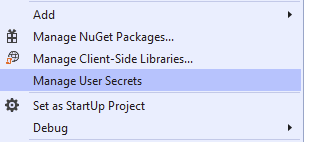 Add
Manage NuGet Packages...
Manage Client-Side Libraries...
Manage User Secrets
Set as StartUp Project
Debug